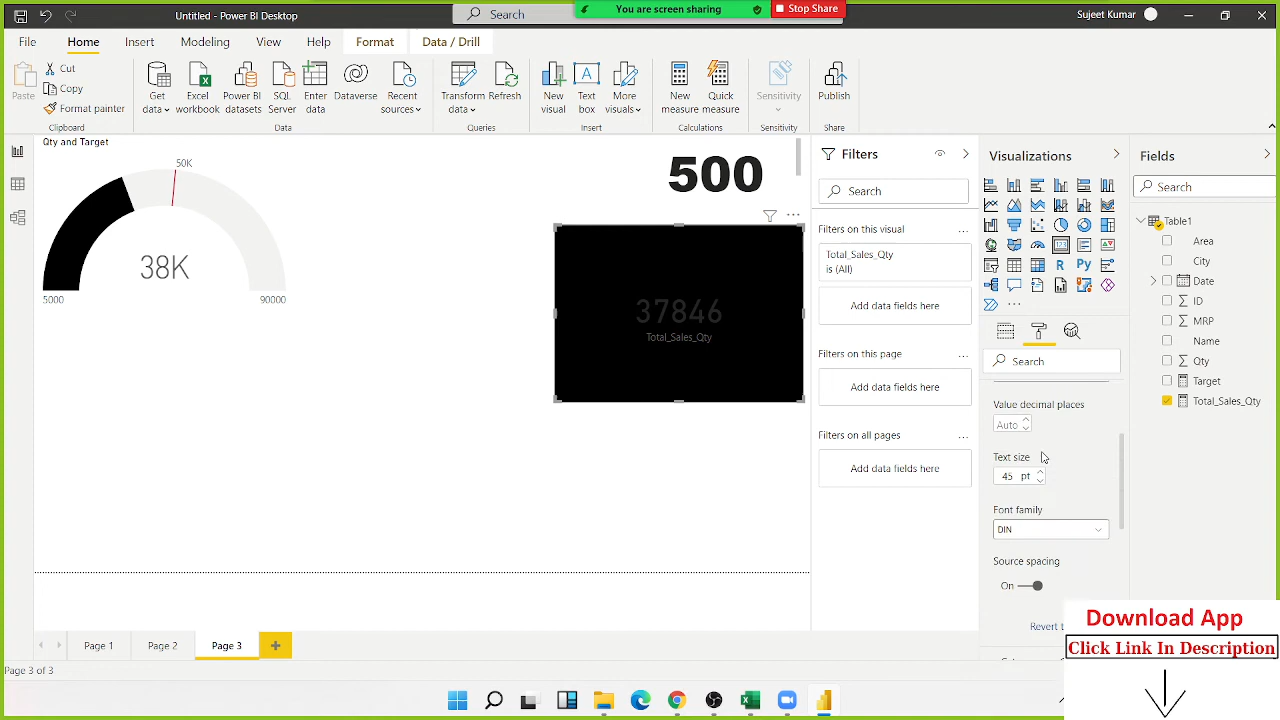 Untitled - Power BI Desktop
Search
You are screen sharing
Stop Share
Sujeet Kumar
File
Home
Insert
Modeling
View
Help
Format
Data / Drill
Paste
Cut
Copy
Format painter
Clipboard
Get
data
Excel
workbook
Power BI
datasets
SQL
Server
Enter
data
Dataverse
Recent
sources
Data
Transform
data
Refresh
Queries
New
visual
Text
box
More
visuals
Insert
New
measure
Quick
measure
Calculations
Sensitivity
Sensitivity
Publish
Share
Qty and Target
50K
38K
5000
90000
500
37846
Total_Sales_Qty
Filters
Search
Filters on this visual
Total_Sales_Qty
is (All)
Add data fields here
Filters on this page
Add data fields here
Filters on all pages
Add data fields here
Visualizations
R
Py
Search
Value decimal places
Auto
Text size
45 pt
Font family
DIN
Source spacing
On
Revert t
Fields
Search
Table1
Area
City
Date
ID
MRP
Name
Qty
Target
Total_Sales_Qty
Page 1
Page 2
Page 3
Page 3 of 3
Download App
Click Link In Description